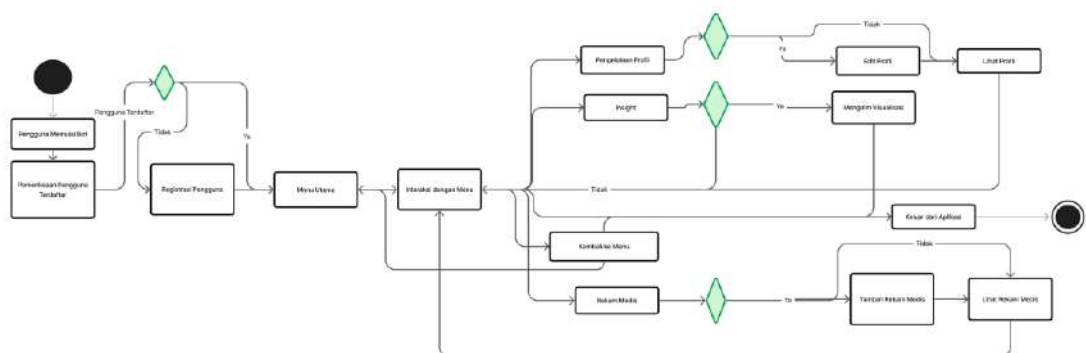 Tidak
Pengelolaan Profil
Ya
Edit Profil
Lihat Profil
Pengguna Terdaftar
Insight
Ya
Mengirim Visualisasi
Pengguna Memulai Bot
Tidak
Ya
Pemeriksaan Pengguna
Terdaftar
Registrasi Pengguna
Menu Utama
Interaksi dengan Menu
Tidak
Keluar dari Aplikasi
Kembali ke Menu
Tidak
Rekam Medis
Ya
Tambah Rekam
Medis
Lihat Rekam Medis